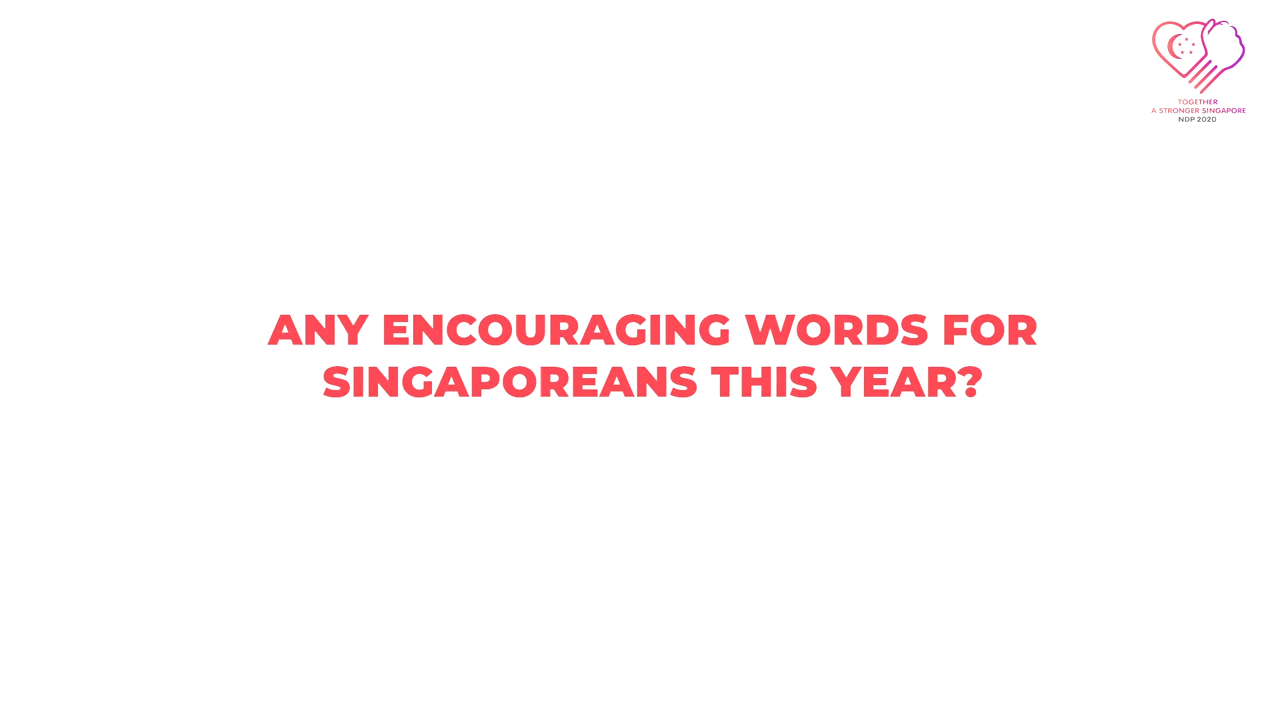 TOGETHER
A STRONGER SINGAPORE
NDP 2020
ANY ENCOURAGING WORDS FOR
SINGAPOREANS THIS YEAR?